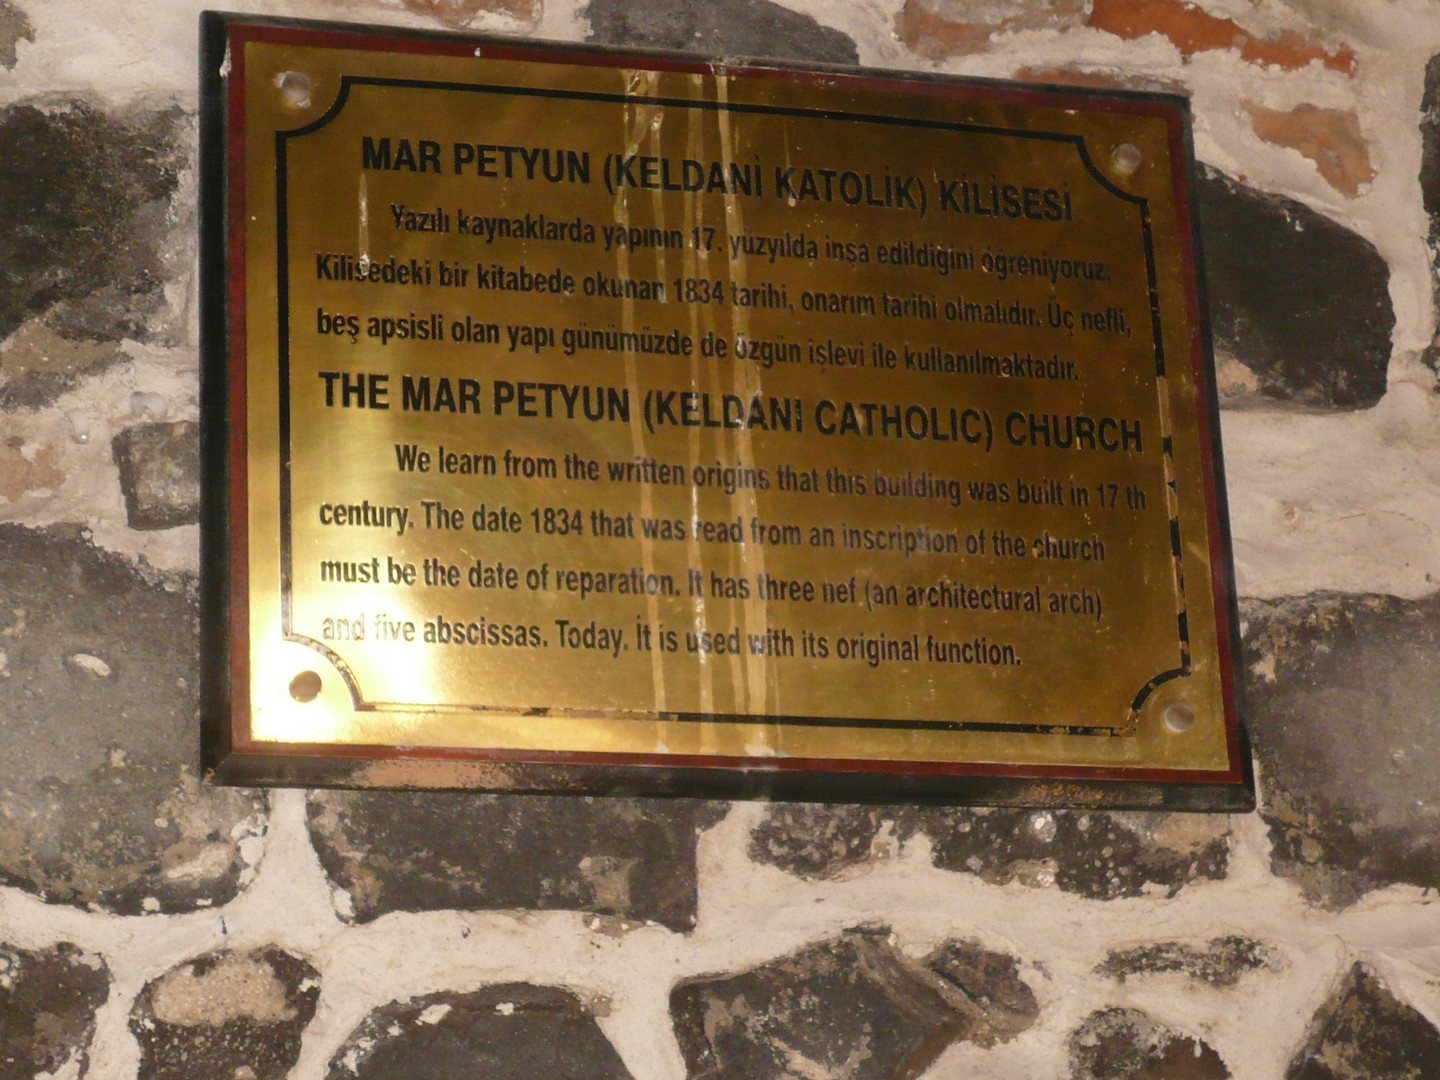 MAR PETYUN (KELDANİ KATOLİK) KİLİSESİ
Yazılı kaynaklarda yapının 17. yüzyılda inşa edildiğini öğreniyoruz.
Kilisedeki bir kitabede okunan 1834 tarihi, onarım tarihi olmalıdır. Üç nefli,
beş apsisli olan yapı günümüzde de özgün işlevi ile kullanılmaktadır.
THE MAR PETYUN (KELDANİ CATHOLIC) CHURCH
We learn from the written origins that this building was built in 17 th
century. The date 1834 that was read from an inscription of the church
must be the date of reparation. It has three nef (an architectural arch)
and five abscissas. Today. İt is used with its original function.